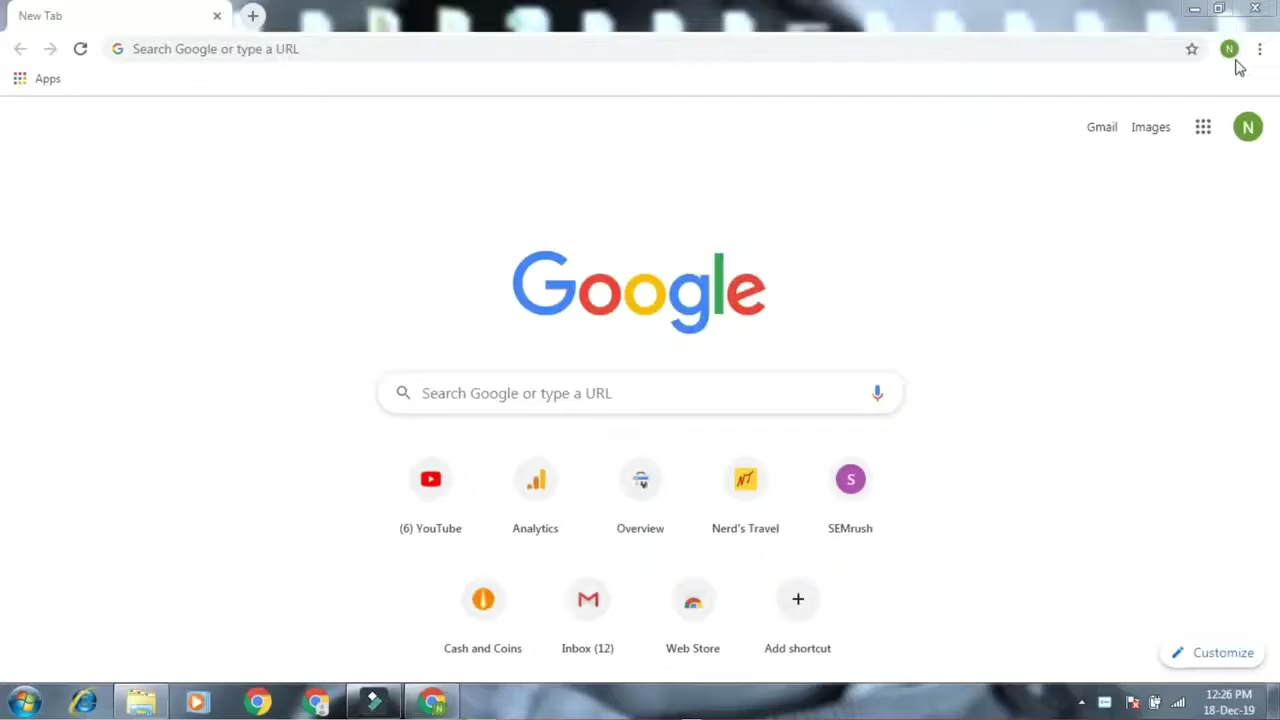 New Tab
Search Google or type a URL
N
Apps
Gmail Images
N
Google
Search Google or type a URL
NT
S
(6) YouTube
Analytics
Overview
Nerd's Travel
SEMrush
Cash and Coins
Inbox (12)
Web Store
Add shortcut
Customize
12:26 PM
18-Dec-19